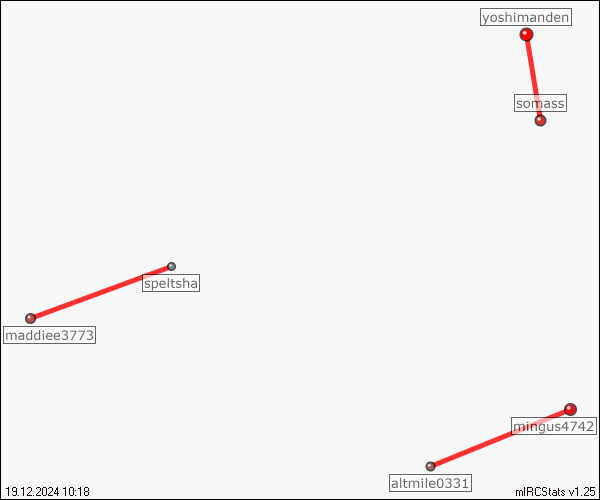 yoshimanden
somass
speltsha
maddiee3773
mingus4742
altmile0331
19.12.2024 10:18
mIRCStats v1.25